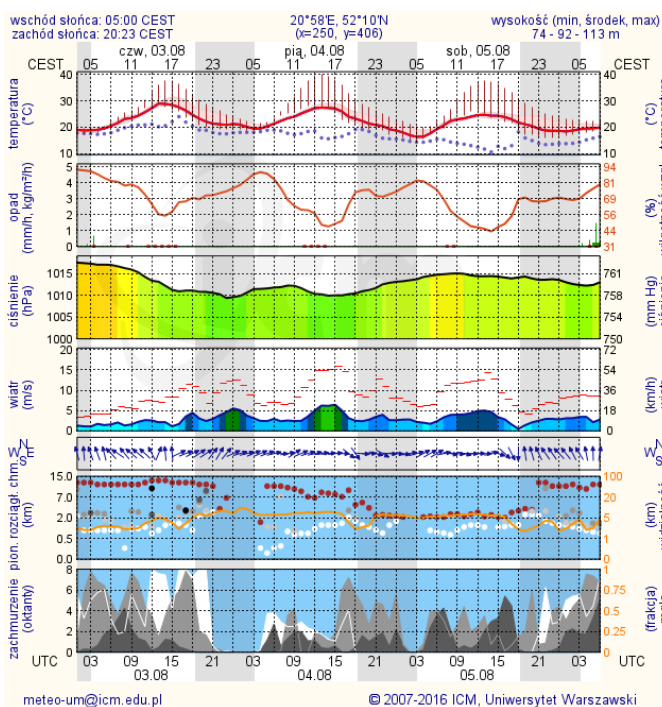 wschód słońca: 05:00 CEST 20°58'E, 52°10'N wysokość (min, środek, max)
zachód słońca: 20:23 CEST (x=250, y=406) 74 - 92 - 113 m
czw, 03.08 pią, 04.08 sob, 05.08
CEST 05 11 17 23 05 11 17 23 05 11 17 23 05 CEST
temperatura (°C)
40 40
30 30
20 20
10 10
opad (mm/h, kg/m²/h) (%)
5 94
4 81
3 69
2 56
1 44
0 31
ciśnienie (hPa) (mm Hg)
1015 761
1010 758
1005 754
1000 750
wiatr (m/s) (km/h)
20 72
15 54
10 36
5 18
0 0
W N E S W N S
pion. rozciągł. chm. (km) (km)
15.0 100
7.0 20
2.0 5
0.5 1
0.0 0
zachmurzenie (oktanty) (frakcja)
8 1
6 0.75
4 0.5
2 0.25
0 0
UTC 03 09 15 21 03 09 15 21 03 09 15 21 03 UTC
03.08 04.08 05.08
meteo-um@icm.edu.pl © 2007-2016 ICM, Uniwersytet Warszawski